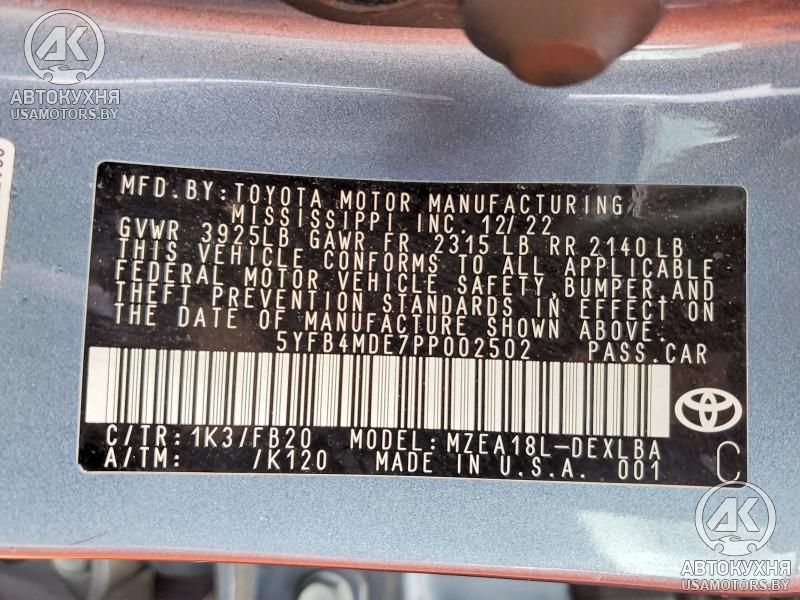 AK
АВТОКУХНЯ
USAMOTORS.BY
MFD.BY:TOYOTA MOTOR MANUFACTURING
MISSISSIPPI INC. 12/22
GVWR 3925LB GAWR FR 2315 LB RR 2140 LB
THIS VEHICLE CONFORMS TO ALL APPLICABLE
FEDERAL MOTOR VEHICLE SAFETY, BUMPER AND
THEFT PREVENTION STANDARDS IN EFFECT ON
THE DATE OF MANUFACTURE SHOWN ABOVE.
5YFB4MDE7PP002502 PASS.CAR
C/TR: 1K3/FB20 MODEL: MZEA18L-DEXLBA
A/TM: /K120 MADE IN U.S.A. 001
C
AK
АВТОКУХНЯ
USAMOTORS.BY